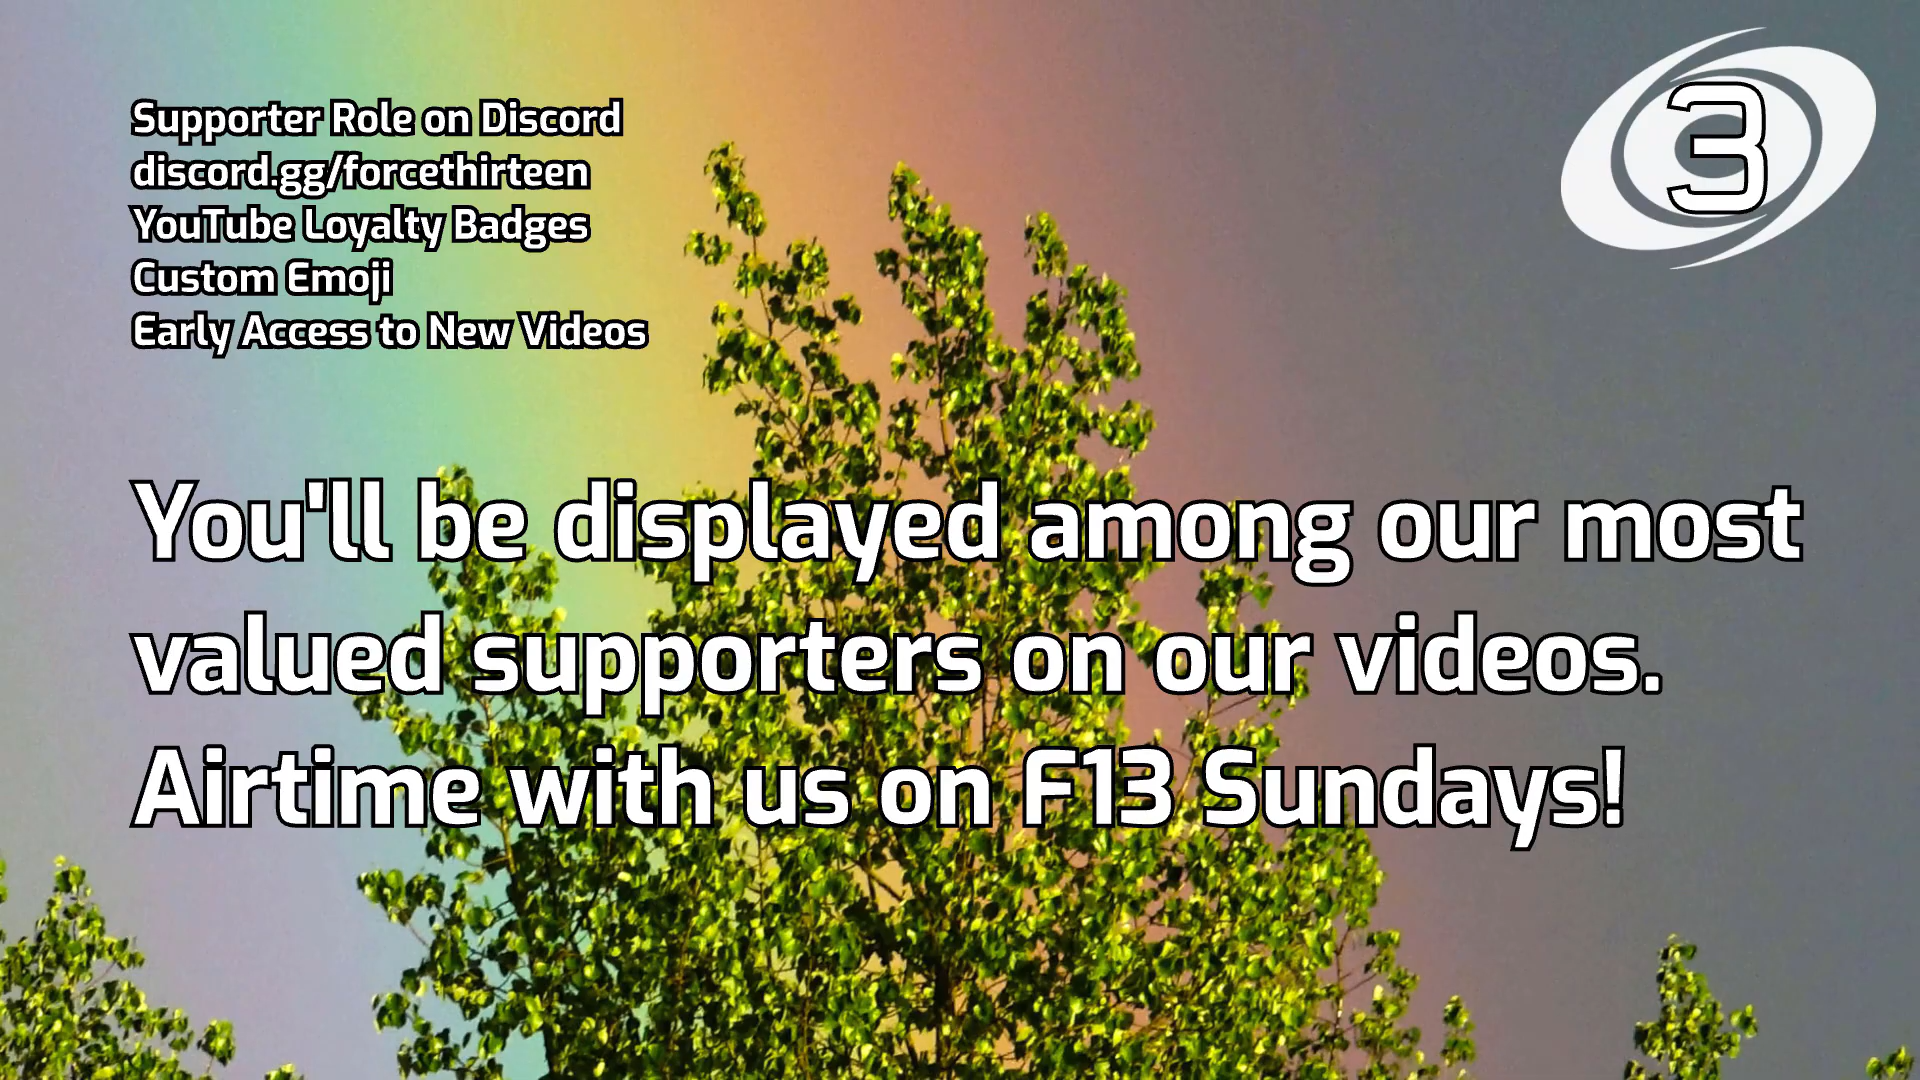 Supporter Role on Discord
discord.gg/forcethirteen
YouTube Loyalty Badges
Custom Emoji
Early Access to New Videos
3
You'll be displayed among our most
valued supporters on our videos.
Airtime with us on F13 Sundays!